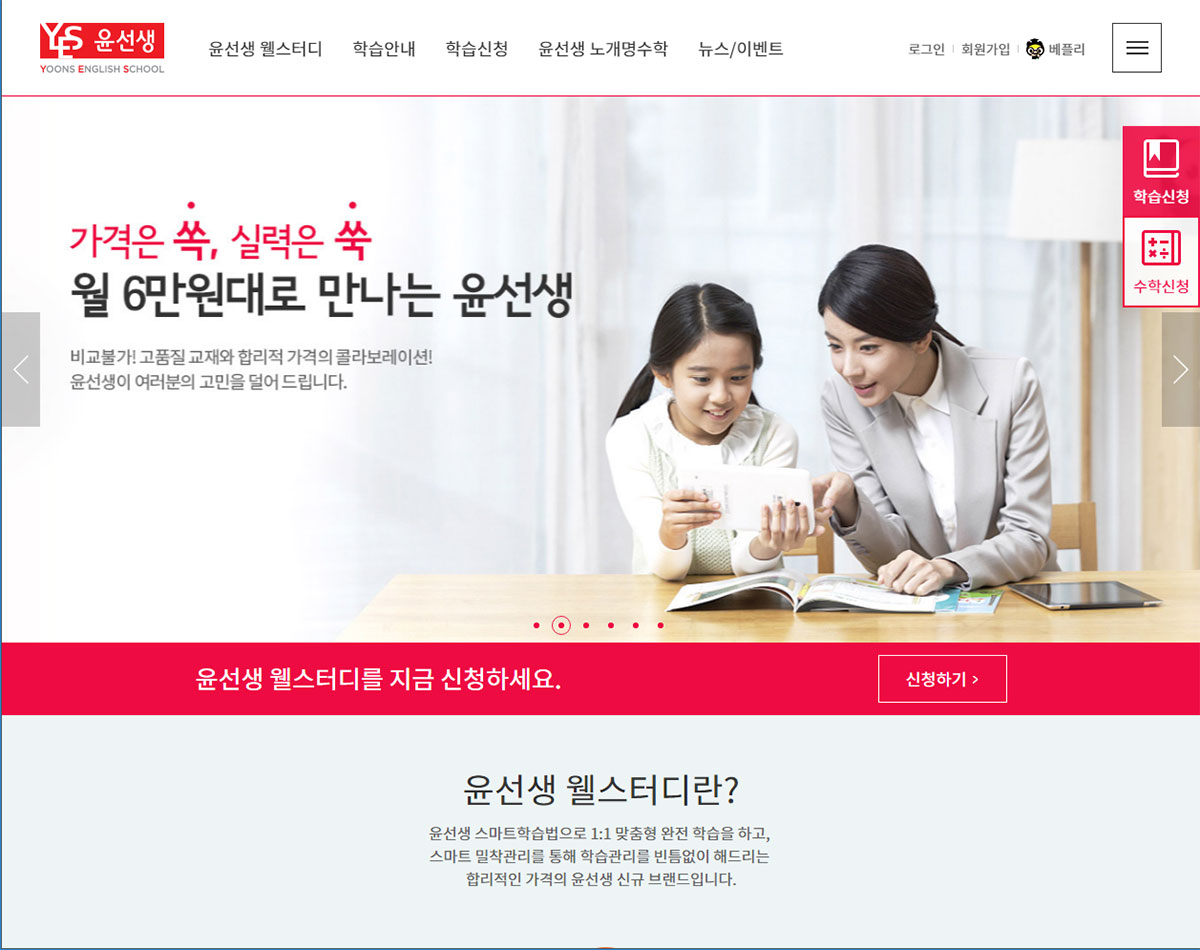 YES 윤선생
YOONS ENGLISH SCHOOL
윤선생 웰스터디 학습안내 학습신청 윤선생 노개명수학 뉴스/이벤트
로그인 회원가입 베플리
학습신청
수학신청
가격은 쏙, 실력은 쑥
월 6만원대로 만나는 윤선생
비교불가! 고품질 교재와 합리적 가격의 콜라보레이션!
윤선생이 여러분의 고민을 덜어 드립니다.
윤선생 웰스터디를 지금 신청하세요.
신청하기 >
윤선생 웰스터디란?
윤선생 스마트학습법으로 1:1 맞춤형 완전 학습을 하고,
스마트 밀착관리를 통해 학습관리를 빈틈없이 해드리는
합리적인 가격의 윤선생 신규 브랜드입니다.